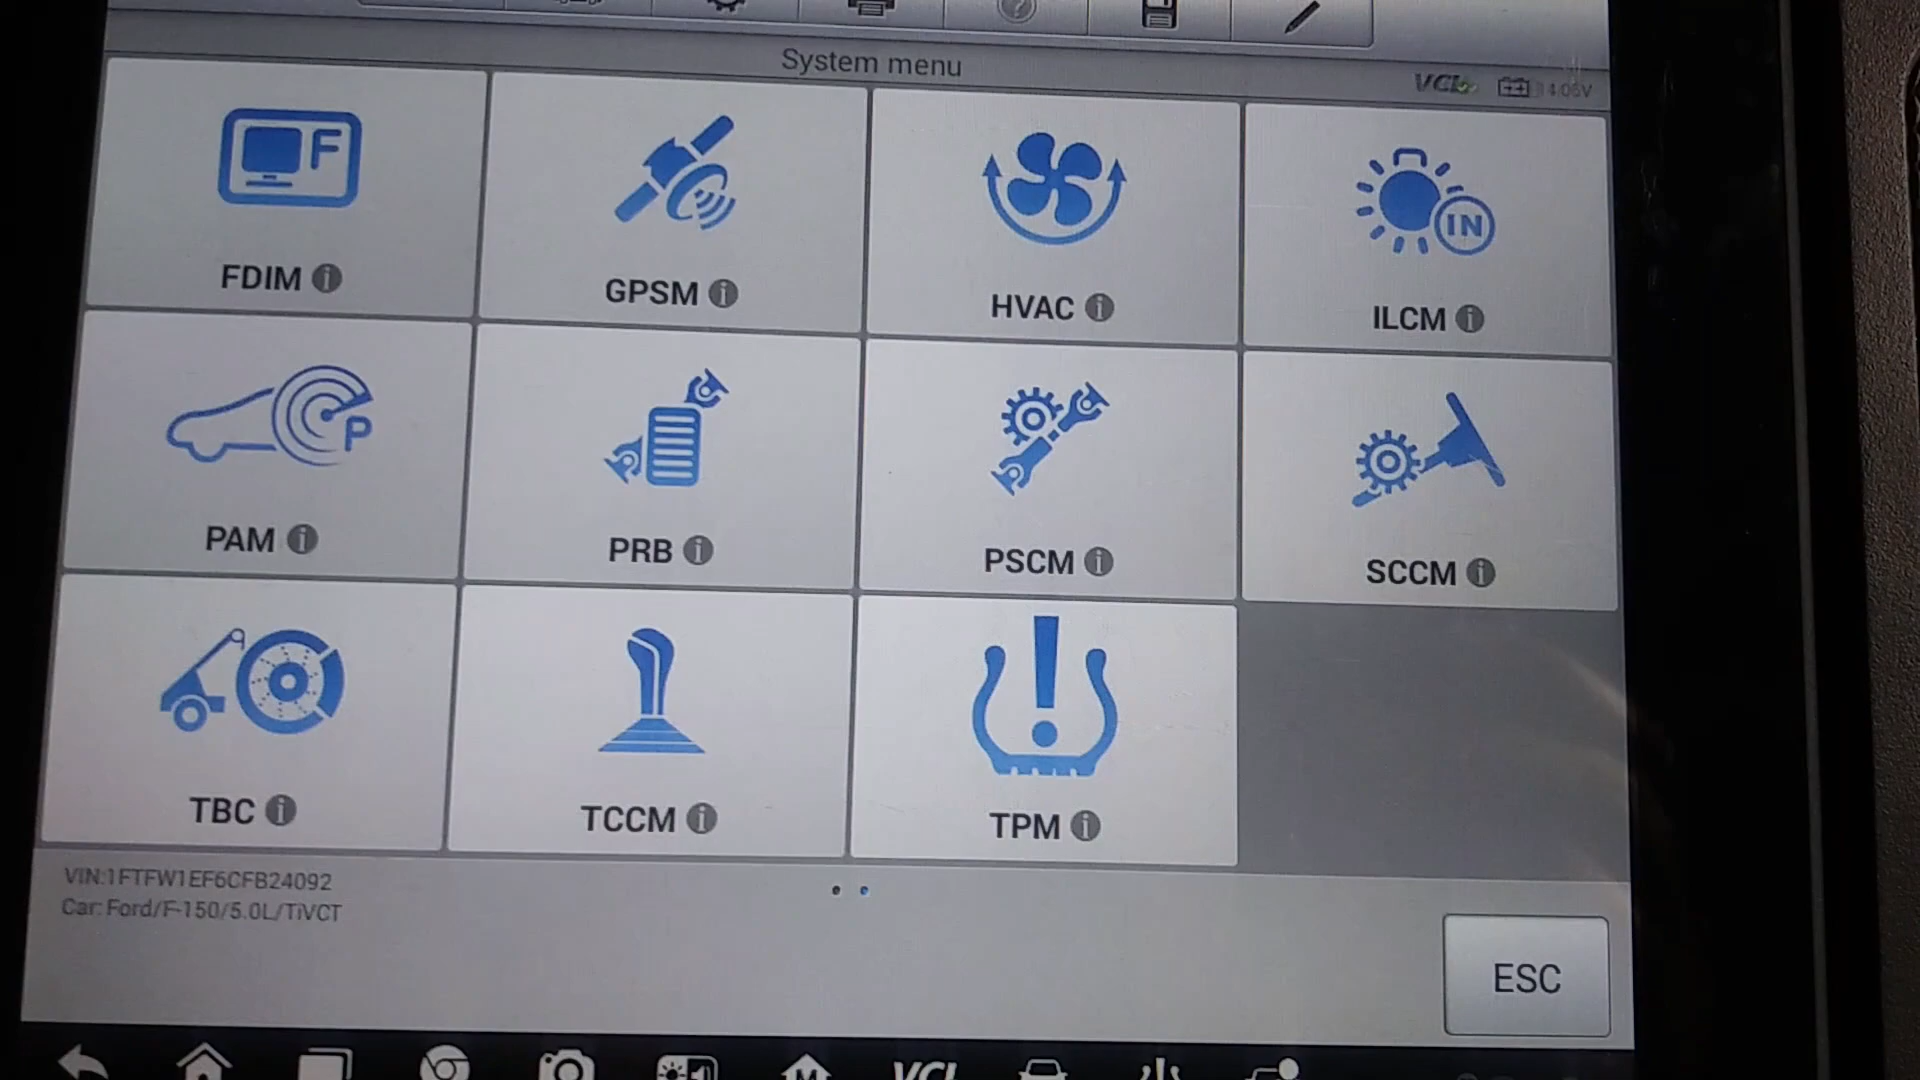 System menu
VCI
F
FDIM
GPSM
HVAC
IN
ILCM
P
PAM
PRB
PSCM
SCCM
TBC
TCCM
TPM
VIN:1FTFW1EF6CFB24092
Car: Ford/F-150/5.0L/TiVCT
ESC
M
VCI